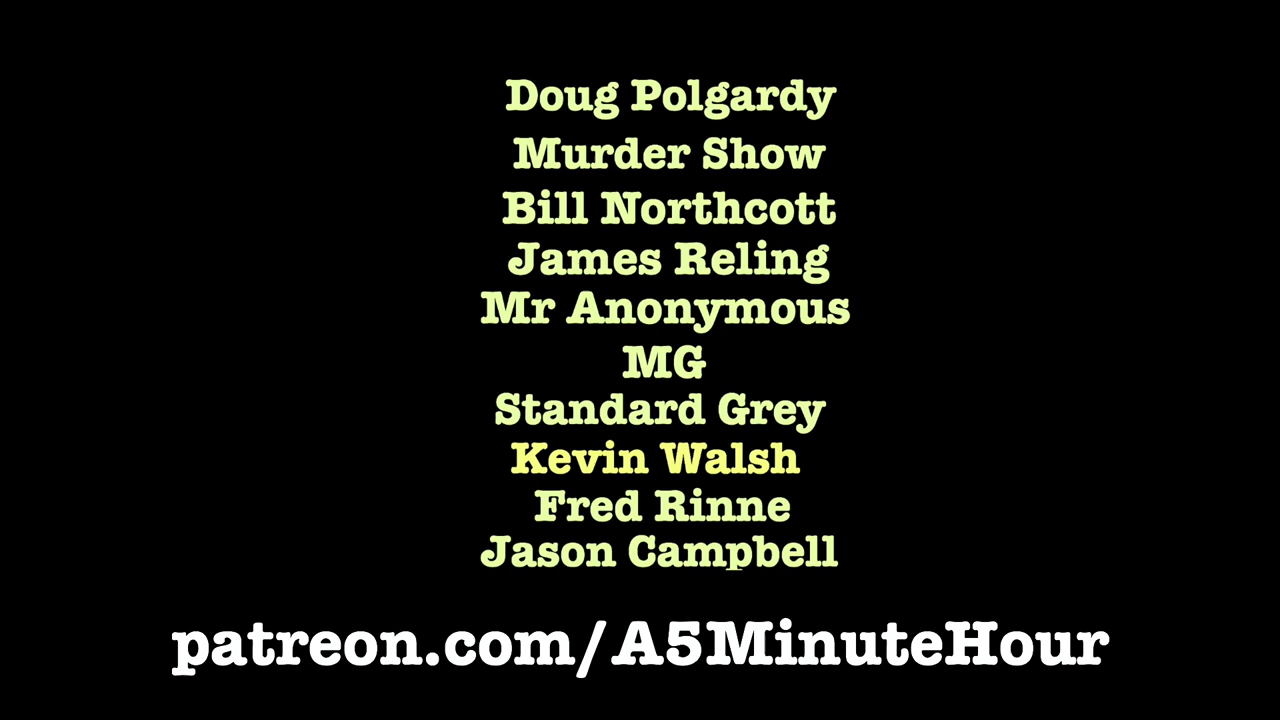 Doug Polgardy
Murder Show
Bill Northcott
James Reling
Mr Anonymous
MG
Standard Grey
Kevin Walsh
Fred Rinne
Jason Campbell
patreon.com/A5MinuteHour